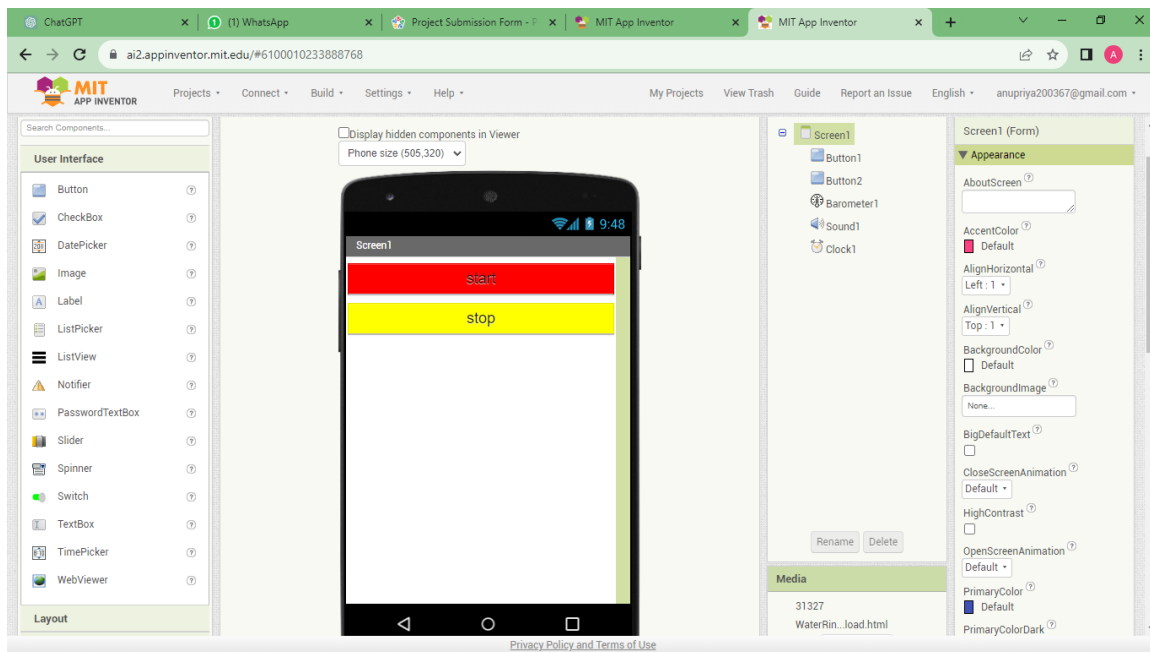 ChatGPT
(1) WhatsApp
Project Submission Form - P
MIT App Inventor
MIT App Inventor
ai2.appinventor.mit.edu/#6100010233888768
A
MIT
APP INVENTOR
Projects
Connect
Build
Settings
Help
My Projects
View Trash
Guide
Report an Issue
English
anupriya200367@gmail.com
Search Components...
User Interface
Button
CheckBox
DatePicker
Image
Label
ListPicker
ListView
Notifier
PasswordTextBox
Slider
Spinner
Switch
TextBox
TimePicker
WebViewer
Layout
Display hidden components in Viewer
Phone size (505,320)
9:48
Screen1
start
stop
Screen1
Button1
Button2
Barometer1
Sound1
Clock1
Rename
Delete
Media
31327
WaterRin...load.html
Screen1 (Form)
Appearance
AboutScreen
AccentColor
Default
AlignHorizontal
Left : 1
AlignVertical
Top : 1
BackgroundColor
Default
BackgroundImage
None...
BigDefaultText
CloseScreenAnimation
Default
HighContrast
OpenScreenAnimation
Default
PrimaryColor
Default
PrimaryColorDark
Privacy Policy and Terms of Use